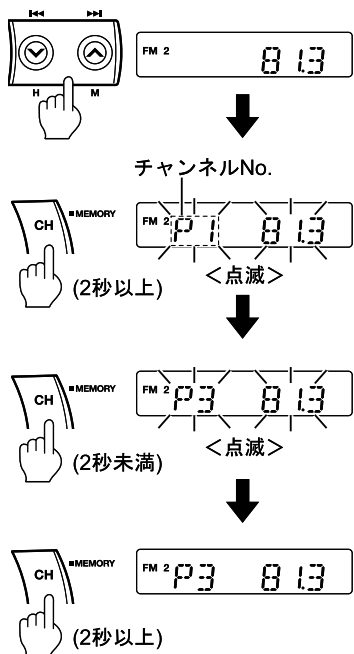 H M
FM 2 81.3
チャンネルNo.
CH ■MEMORY
FM 2 P1 81.3
(2秒以上)
＜点滅＞
CH ■MEMORY
FM 2 P3 81.3
(2秒未満)
＜点滅＞
CH ■MEMORY
FM 2 P3 81.3
(2秒以上)